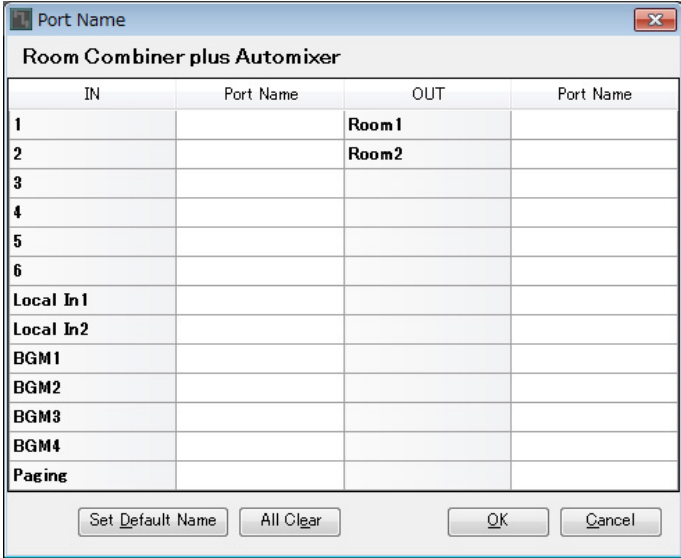 Port Name
Room Combiner plus Automixer
IN Port Name OUT Port Name
1 Room1
2 Room2
3
4
5
6
Local In1
Local In2
BGM1
BGM2
BGM3
BGM4
Paging
Set Default Name All Clear OK Cancel